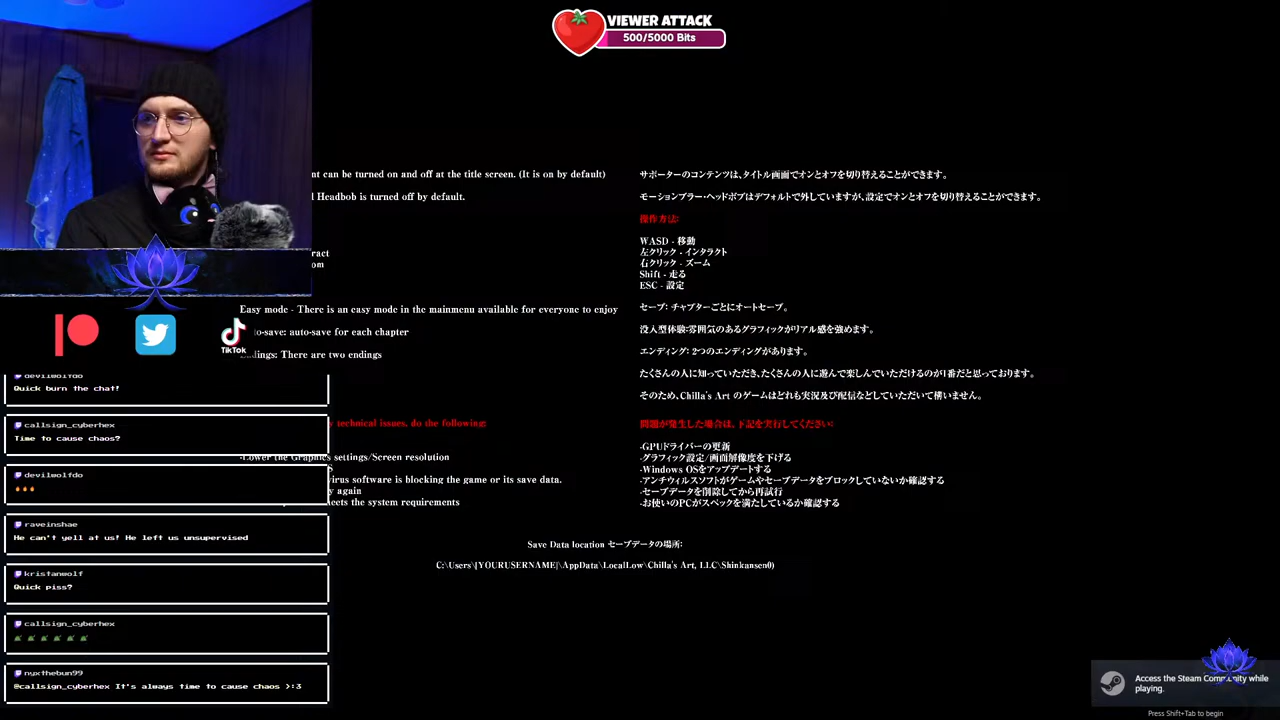 VIEWER ATTACK
500/5000 Bits
nt can be turned on and off at the title screen. (It is on by default)
l Headbob is turned off by default.
ract
om
Easy mode - There is an easy mode in the mainmenu available for everyone to enjoy
o-save: auto-save for each chapter
dings: There are two endings
technical issues, do the following:
-Lower the Graphics settings/Screen resolution
S
irus software is blocking the game or its save data.
y again
eets the system requirements
サポーターのコンテンツは、タイトル画面でオンとオフを切り替えることができます。
モーションブラー・ヘッドボブはデフォルトで外していますが、設定でオンとオフを切り替えることができます。
操作方法:
WASD - 移動
左クリック - インタラクト
右クリック - ズーム
Shift - 走る
ESC - 設定
セーブ: チャプターごとにオートセーブ。
没入型体験:雰囲気のあるグラフィックがリアル感を強めます。
エンディング: 2つのエンディングがあります。
たくさんの人に知っていただき、たくさんの人に遊んで楽しんでいただけるのが1番だと思っております。
そのため、Chilla's Art のゲームはどれも実況及び配信などしていただいて構いません。
問題が発生した場合は、下記を実行してください:
-GPUドライバーの更新
-グラフィック設定/画面解像度を下げる
-Windows OSをアップデートする
-アンチウィルスソフトがゲームやセーブデータをブロックしていないか確認する
-セーブデータを削除してから再試行
-お使いのPCがスペックを満たしているか確認する
Save Data location セーブデータの場所:
C:\Users\[YOURUSERNAME]\AppData\LocalLow\Chilla's Art, LLC\Shinkansen0)
TikTok
devilwolfdo
Quick burn the chat!
callsign_cyberhex
Time to cause chaos?
devilwolfdo
raveinshae
He can't yell at us! He left us unsupervised
kristanwolf
Quick piss?
callsign_cyberhex
nyxthebun99
@callsign_cyberhex It's always time to cause chaos >:3
Access the Steam Community while
playing.
Press Shift+Tab to begin